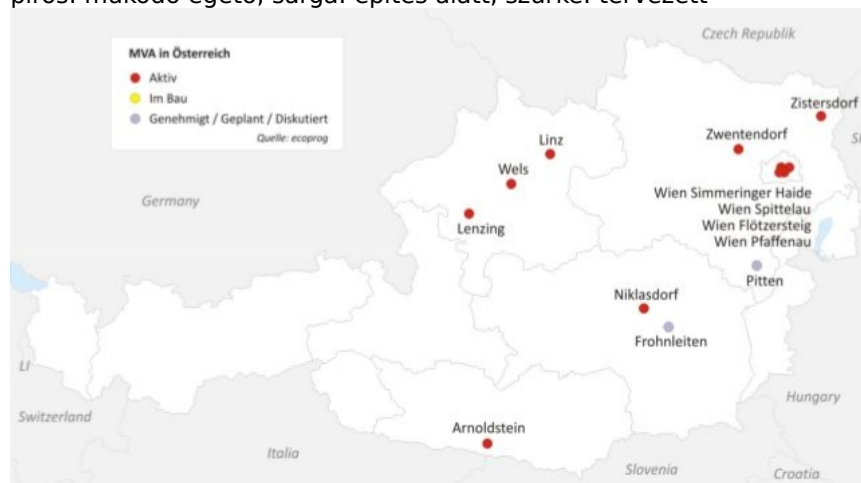 piros: működő égető, sárga: építés alatt, szürke: tervezett
Czech Republik
MVA in Österreich
Aktiv
Im Bau
Genehmigt / Geplant / Diskutiert
Quelle: ecoprog
Zistersdorf
Zwentendorf
Linz
Wels
Germany
Wien Simmeringer Haide
Wien Spittelau
Wien Flötzersteig
Wien Pfaffenau
Lenzing
Pitten
Niklasdorf
Frohnleiten
LI
Switzerland
Hungary
Arnoldstein
Italia
Slovenia
Croatia